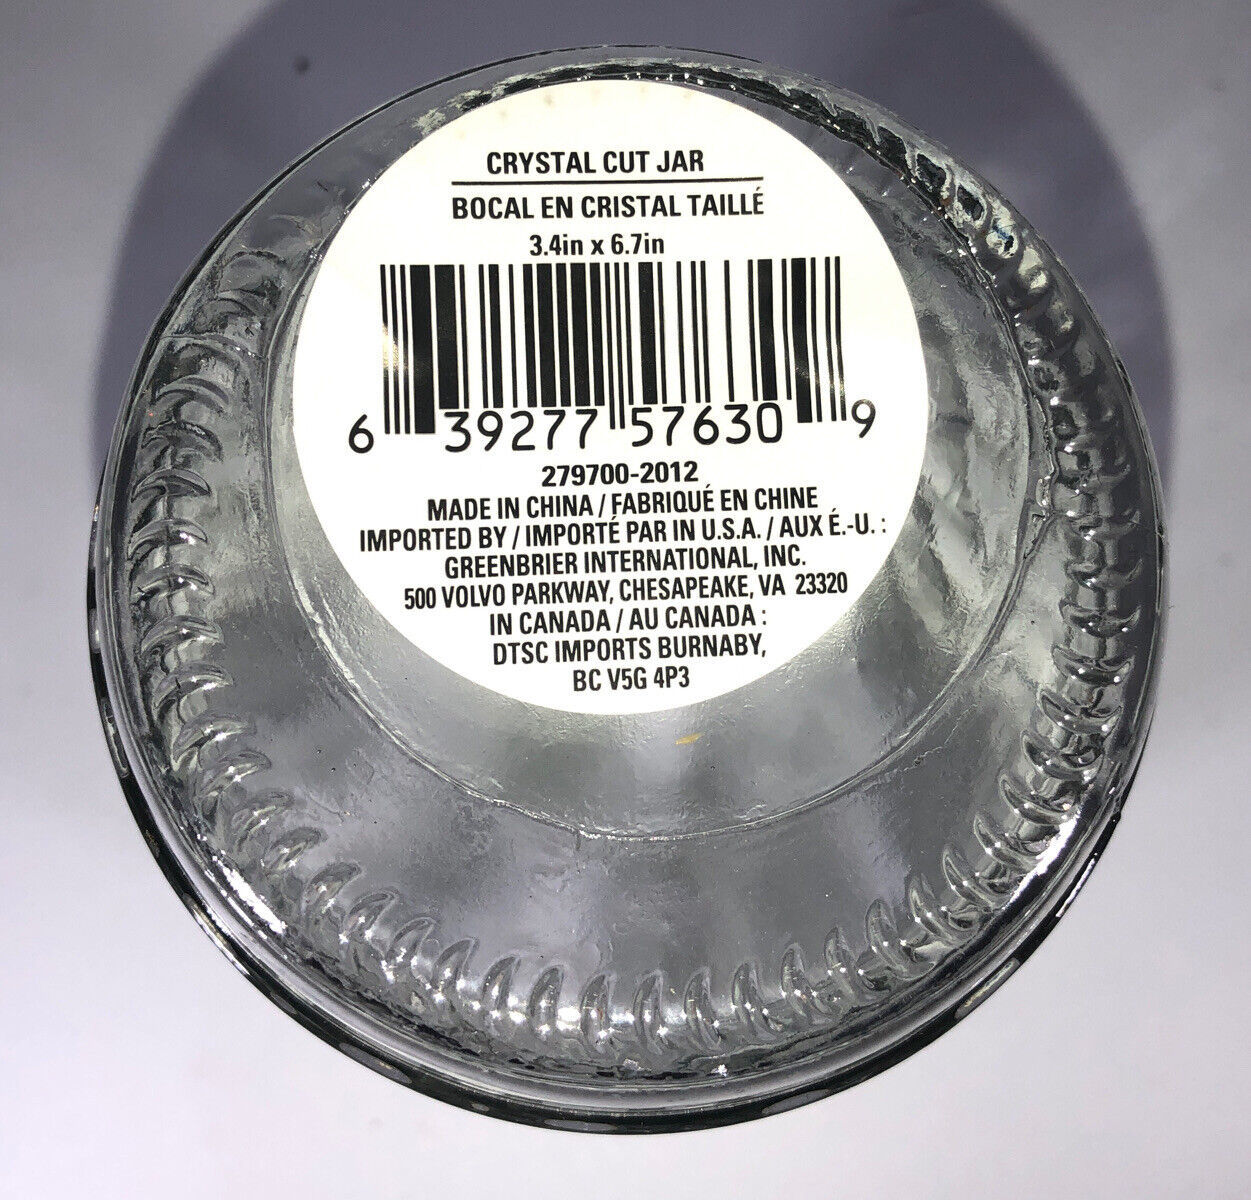 CRYSTAL CUT JAR
BOCAL EN CRISTAL TAILLÉ
3.4in x 6.7in
6 39277 57630 9
279700-2012
MADE IN CHINA / FABRIQUÉ EN CHINE
IMPORTED BY / IMPORTÉ PAR IN U.S.A. / AUX É.-U. :
GREENBRIER INTERNATIONAL, INC.
500 VOLVO PARKWAY, CHESAPEAKE, VA 23320
IN CANADA / AU CANADA :
DTSC IMPORTS BURNABY,
BC V5G 4P3